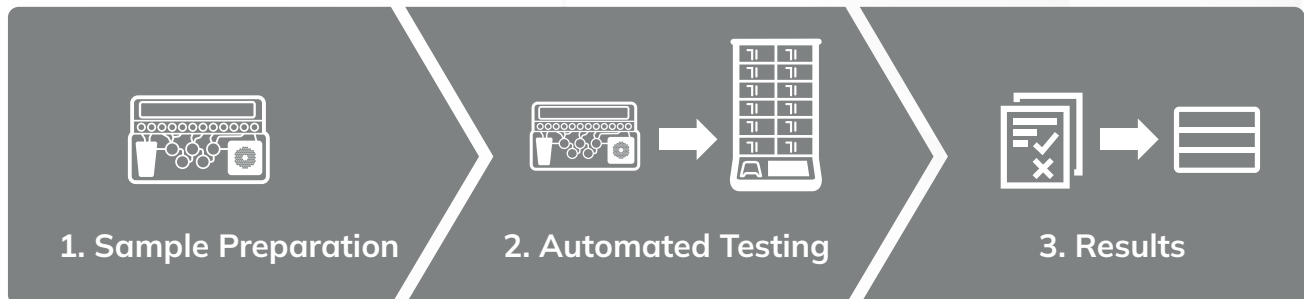 1. Sample Preparation
2. Automated Testing
3. Results